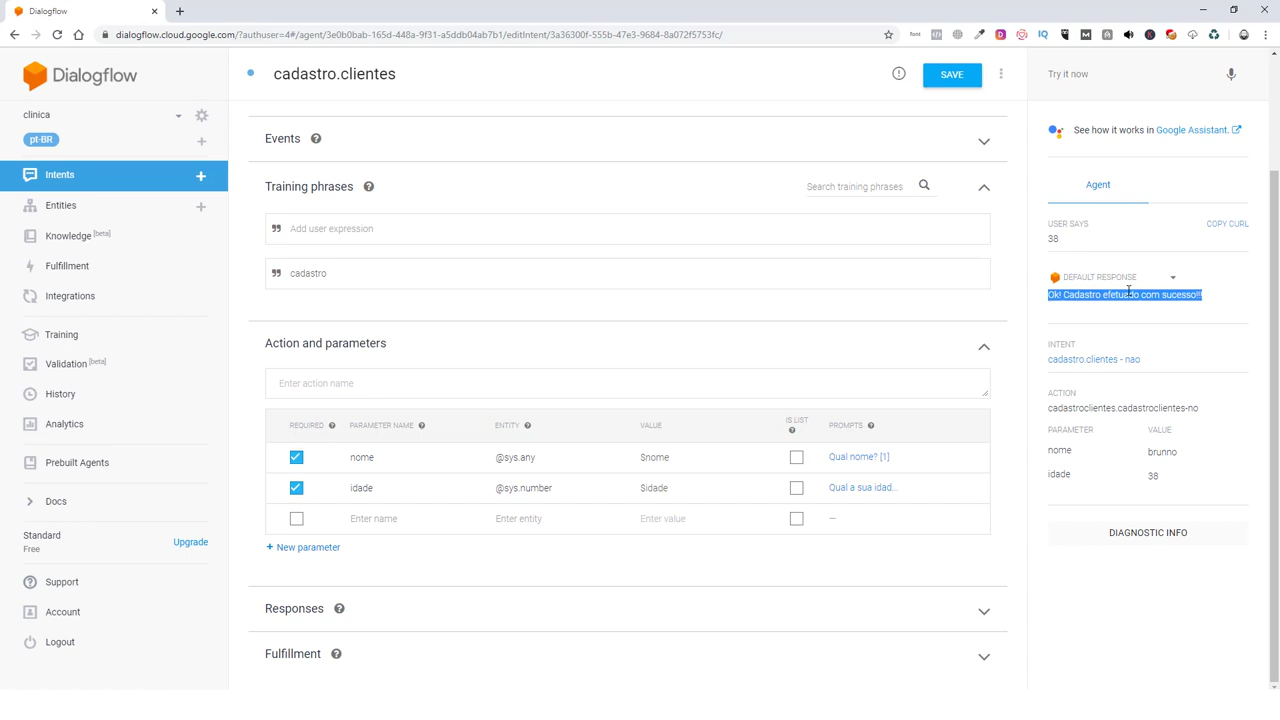 Dialogflow
dialogflow.cloud.google.com/?authuser=4#/agent/3e0b0bab-165d-448a-9f31-a5ddb04ab7b1/editIntent/3a36300f-555b-47e3-9684-8a072f5753fc/
Dialogflow
cadastro.clientes
SAVE
Try it now
clinica
pt-BR
See how it works in Google Assistant.
Events
Intents
Training phrases
Search training phrases
Agent
Entities
Knowledge [beta]
Add user expression
USER SAYS
COPY CURL
38
Fulfillment
cadastro
DEFAULT RESPONSE
Integrations
Ok! Cadastro efetuado com sucesso!!!
Training
Action and parameters
INTENT
Validation [beta]
cadastro.clientes - nao
Enter action name
History
ACTION
cadastroclientes.cadastroclientes-no
Analytics
REQUIRED
PARAMETER NAME
ENTITY
VALUE
IS LIST
PROMPTS
PARAMETER
VALUE
Prebuilt Agents
nome
@sys.any
$nome
Qual nome? [1]
nome
brunno
idade
@sys.number
$idade
Qual a sua idad...
idade
38
Docs
Enter name
Enter entity
Enter value
—
Standard
Free
Upgrade
+ New parameter
DIAGNOSTIC INFO
Support
Responses
Account
Logout
Fulfillment